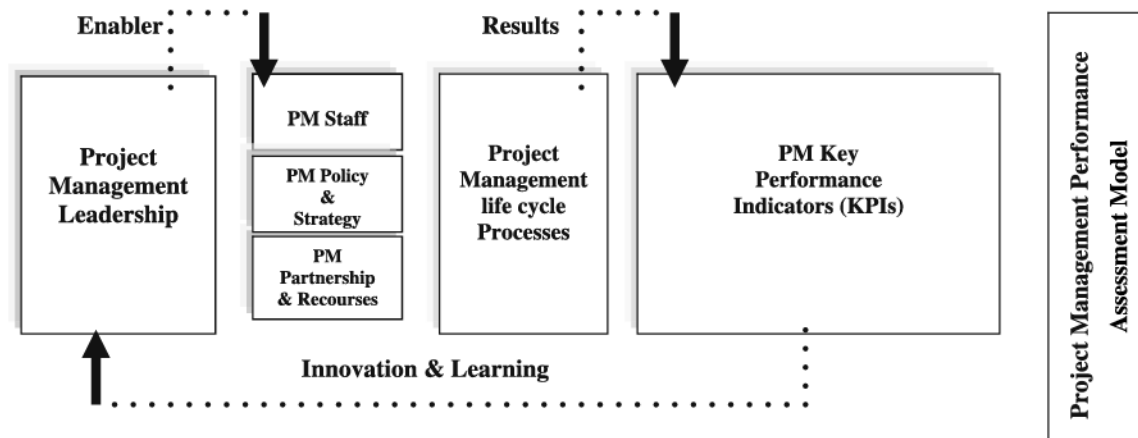 Enabler
Results
Project
Management
Leadership
PM Staff
PM Policy
&
Strategy
PM
Partnership
& Recourses
Project
Management
life cycle
Processes
PM Key
Performance
Indicators (KPIs)
Innovation & Learning
Project Management Performance
Assessment Model